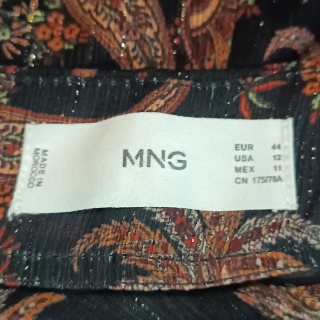 MADE IN
MOROCCO
MNG
EUR 44
USA 12
MEX 11
CN 175/78A